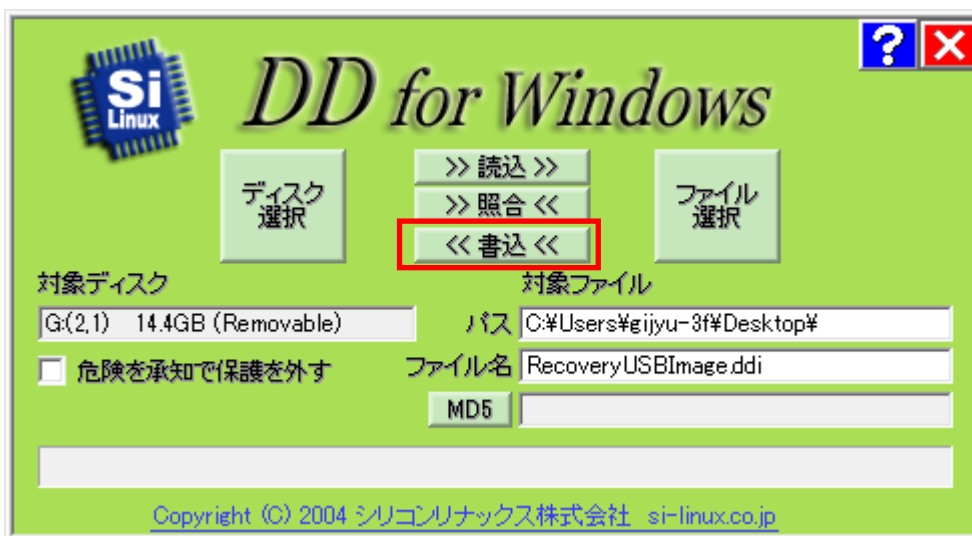 Si
Linux
DD for Windows
?
ディスク
選択
>> 読込 >>
>> 照合 <<
<< 書込 <<
ファイル
選択
対象ディスク
対象ファイル
G:(2,1) 14.4GB (Removable)
パス
C:¥Users¥gijyu-3f¥Desktop¥
危険を承知で保護を外す
ファイル名
RecoveryUSBImage.ddi
MD5
Copyright (C) 2004 シリコンリナックス株式会社 si-linux.co.jp